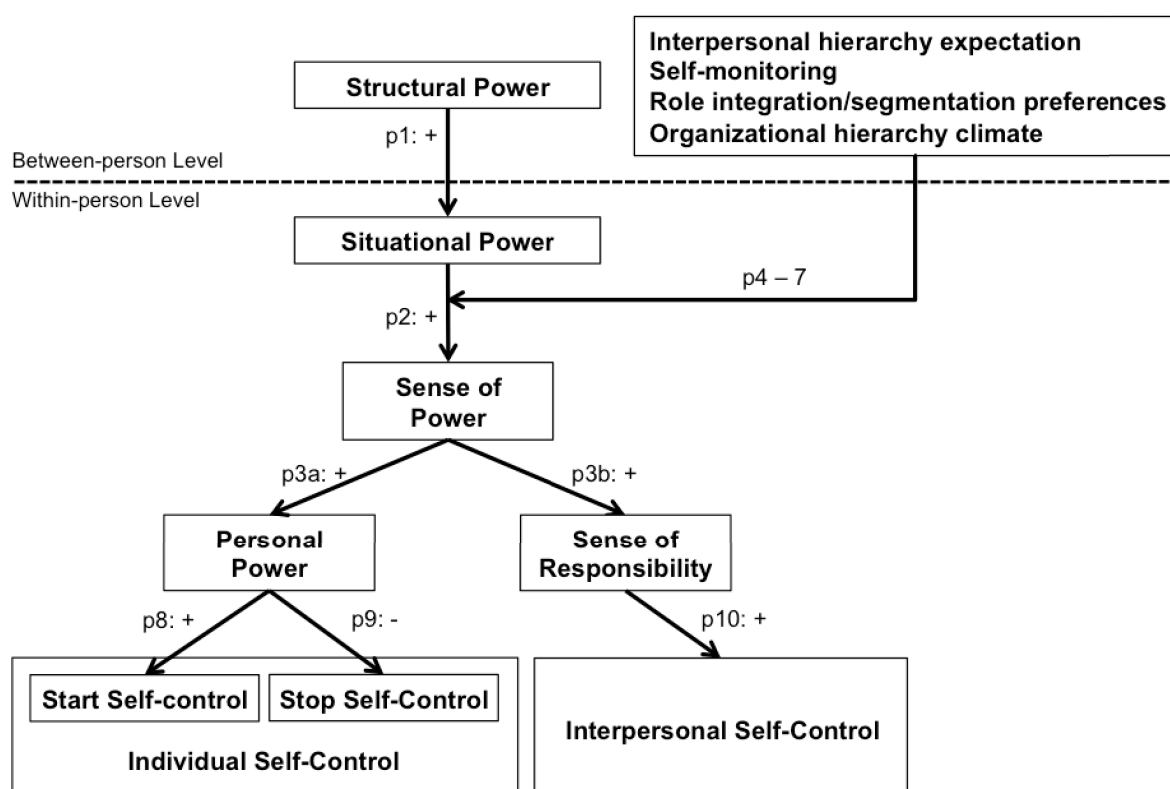 Interpersonal hierarchy expectation
Self-monitoring
Role integration/segmentation preferences
Organizational hierarchy climate
Structural Power
p1: +
Between-person Level
Within-person Level
Situational Power
p4 – 7
p2: +
Sense of
Power
p3a: +
p3b: +
Personal
Power
Sense of
Responsibility
p8: +
p9: -
p10: +
Start Self-control
Stop Self-Control
Individual Self-Control
Interpersonal Self-Control